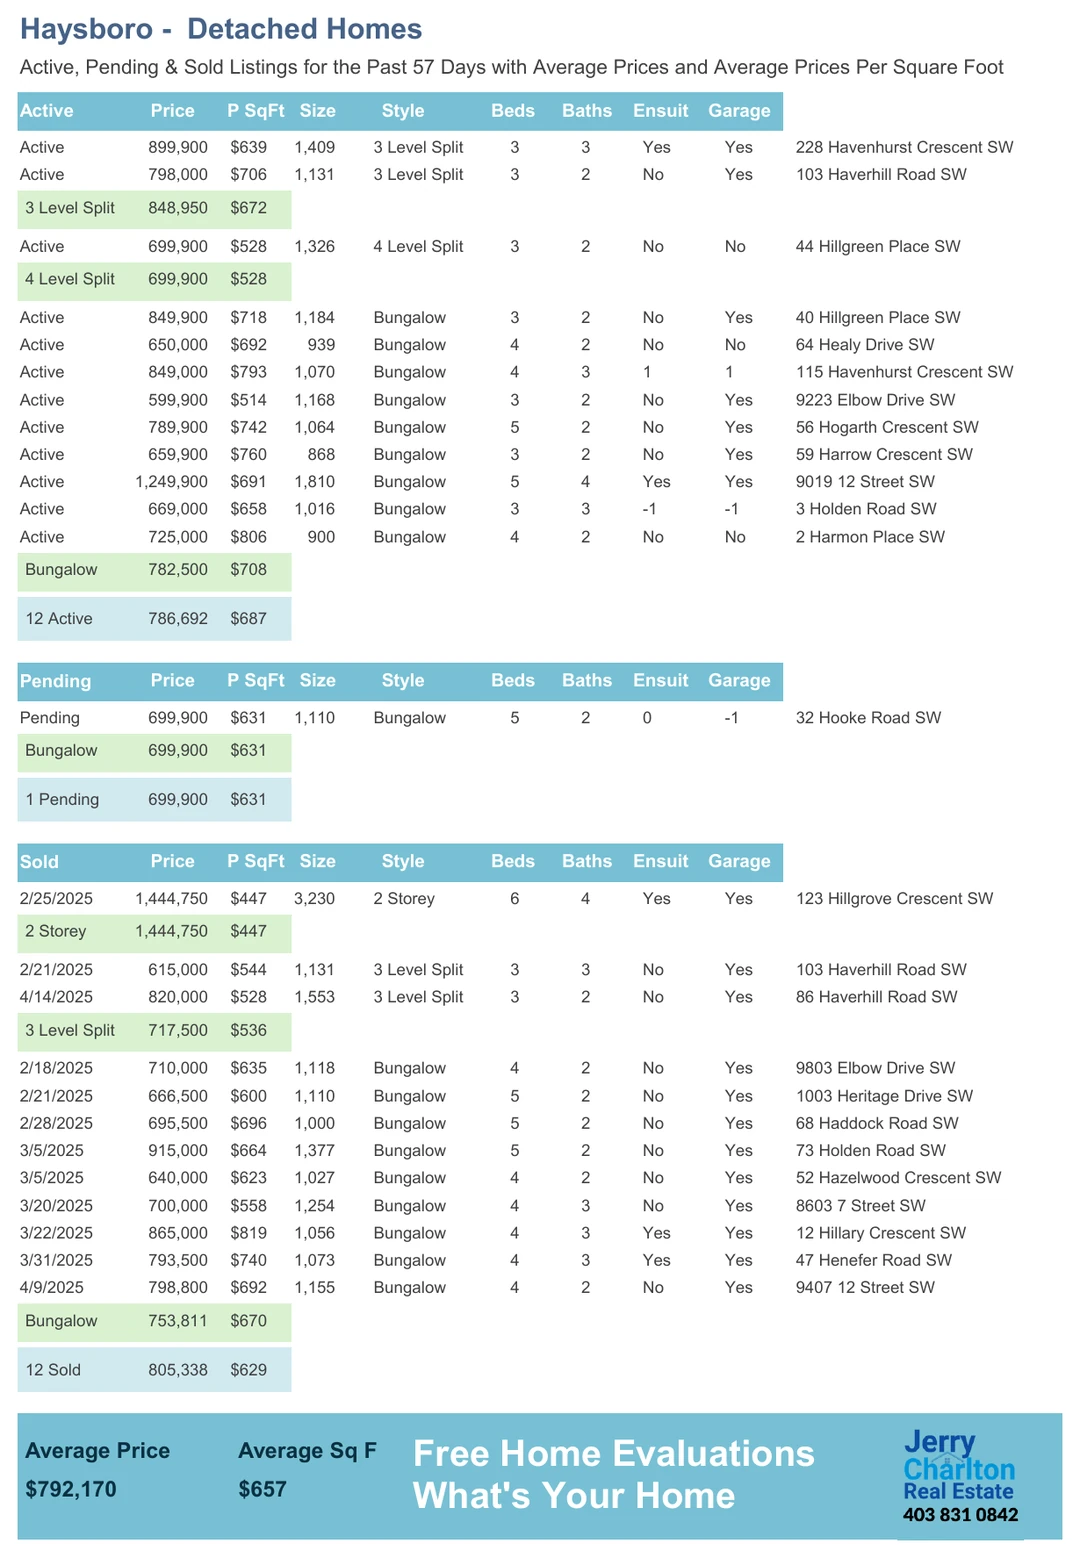 Haysboro -  Detached Homes
Active, Pending & Sold Listings for the Past 57 Days with Average Prices and Average Prices Per Square Foot
Active Price P SqFt Size Style Beds Baths Ensuit Garage
Active 899,900 $639 1,409 3 Level Split 3 3 Yes Yes 228 Havenhurst Crescent SW
Active 798,000 $706 1,131 3 Level Split 3 2 No Yes 103 Haverhill Road SW
3 Level Split 848,950 $672
Active 699,900 $528 1,326 4 Level Split 3 2 No No 44 Hillgreen Place SW
4 Level Split 699,900 $528
Active 849,900 $718 1,184 Bungalow 3 2 No Yes 40 Hillgreen Place SW
Active 650,000 $692 939 Bungalow 4 2 No No 64 Healy Drive SW
Active 849,000 $793 1,070 Bungalow 4 3 1 1 115 Havenhurst Crescent SW
Active 599,900 $514 1,168 Bungalow 3 2 No Yes 9223 Elbow Drive SW
Active 789,900 $742 1,064 Bungalow 5 2 No Yes 56 Hogarth Crescent SW
Active 659,900 $760 868 Bungalow 3 2 No Yes 59 Harrow Crescent SW
Active 1,249,900 $691 1,810 Bungalow 5 4 Yes Yes 9019 12 Street SW
Active 669,000 $658 1,016 Bungalow 3 3 -1 -1 3 Holden Road SW
Active 725,000 $806 900 Bungalow 4 2 No No 2 Harmon Place SW
Bungalow 782,500 $708
12 Active 786,692 $687
Pending Price P SqFt Size Style Beds Baths Ensuit Garage
Pending 699,900 $631 1,110 Bungalow 5 2 0 -1 32 Hooke Road SW
Bungalow 699,900 $631
1 Pending 699,900 $631
Sold Price P SqFt Size Style Beds Baths Ensuit Garage
2/25/2025 1,444,750 $447 3,230 2 Storey 6 4 Yes Yes 123 Hillgrove Crescent SW
2 Storey 1,444,750 $447
2/21/2025 615,000 $544 1,131 3 Level Split 3 3 No Yes 103 Haverhill Road SW
4/14/2025 820,000 $528 1,553 3 Level Split 3 2 No Yes 86 Haverhill Road SW
3 Level Split 717,500 $536
2/18/2025 710,000 $635 1,118 Bungalow 4 2 No Yes 9803 Elbow Drive SW
2/21/2025 666,500 $600 1,110 Bungalow 5 2 No Yes 1003 Heritage Drive SW
2/28/2025 695,500 $696 1,000 Bungalow 5 2 No Yes 68 Haddock Road SW
3/5/2025 915,000 $664 1,377 Bungalow 5 2 No Yes 73 Holden Road SW
3/5/2025 640,000 $623 1,027 Bungalow 4 2 No Yes 52 Hazelwood Crescent SW
3/20/2025 700,000 $558 1,254 Bungalow 4 3 No Yes 8603 7 Street SW
3/22/2025 865,000 $819 1,056 Bungalow 4 3 Yes Yes 12 Hillary Crescent SW
3/31/2025 793,500 $740 1,073 Bungalow 4 3 Yes Yes 47 Henefer Road SW
4/9/2025 798,800 $692 1,155 Bungalow 4 2 No Yes 9407 12 Street SW
Bungalow 753,811 $670
12 Sold 805,338 $629
Average Price Average Sq F
$792,170 $657
Free Home Evaluations
What's Your Home
Jerry
Charlton
Real Estate
403 831 0842